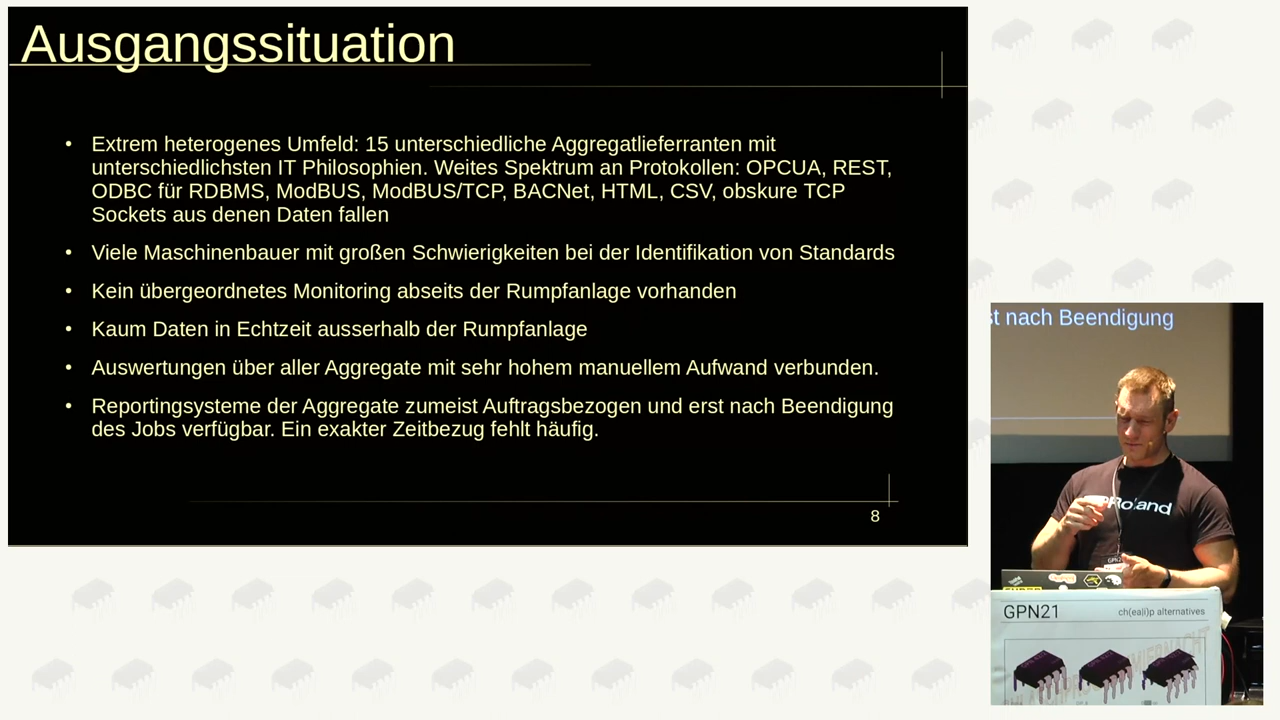 Ausgangssituation
• Extrem heterogenes Umfeld: 15 unterschiedliche Aggregatlieferranten mit
unterschiedlichsten IT Philosophien. Weites Spektrum an Protokollen: OPCUA, REST,
ODBC für RDBMS, ModBUS, ModBUS/TCP, BACNet, HTML, CSV, obskure TCP
Sockets aus denen Daten fallen
• Viele Maschinenbauer mit großen Schwierigkeiten bei der Identifikation von Standards
• Kein übergeordnetes Monitoring abseits der Rumpfanlage vorhanden
• Kaum Daten in Echtzeit ausserhalb der Rumpfanlage
• Auswertungen über aller Aggregate mit sehr hohem manuellem Aufwand verbunden.
• Reportingsysteme der Aggregate zumeist Auftragsbezogen und erst nach Beendigung
des Jobs verfügbar. Ein exakter Zeitbezug fehlt häufig.
8
st nach Beendigung
Roland
GPN21
ch(ea|i)p alternatives